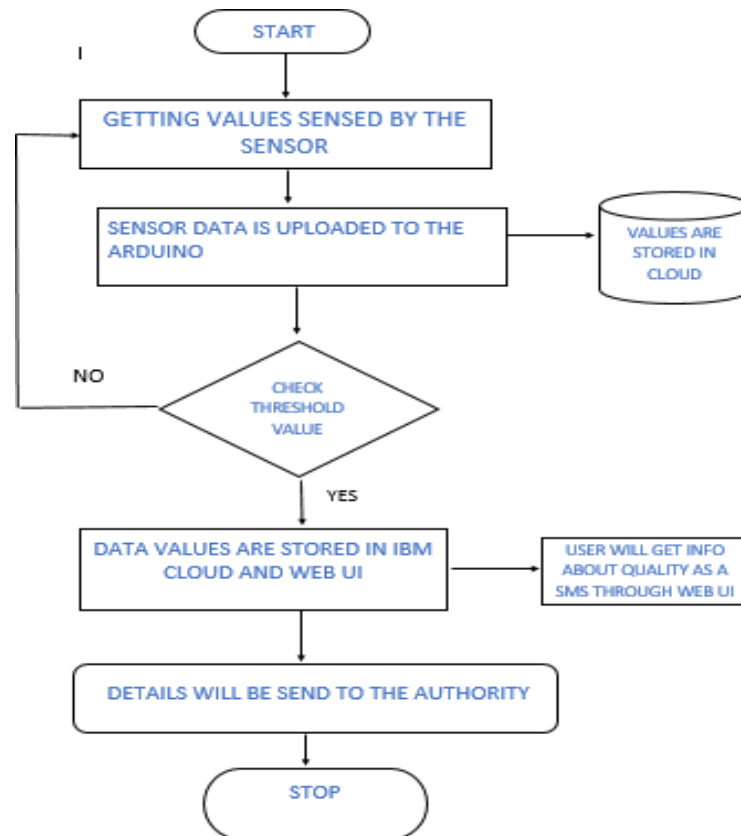 START
I
GETTING VALUES SENSED BY THE
SENSOR
SENSOR DATA IS UPLOADED TO THE
ARDUINO
VALUES ARE
STORED IN
CLOUD
NO
CHECK
THRESHOLD
VALUE
YES
DATA VALUES ARE STORED IN IBM
CLOUD AND WEB UI
USER WILL GET INFO
ABOUT QUALITY AS A
SMS THROUGH WEB UI
DETAILS WILL BE SEND TO THE AUTHORITY
STOP